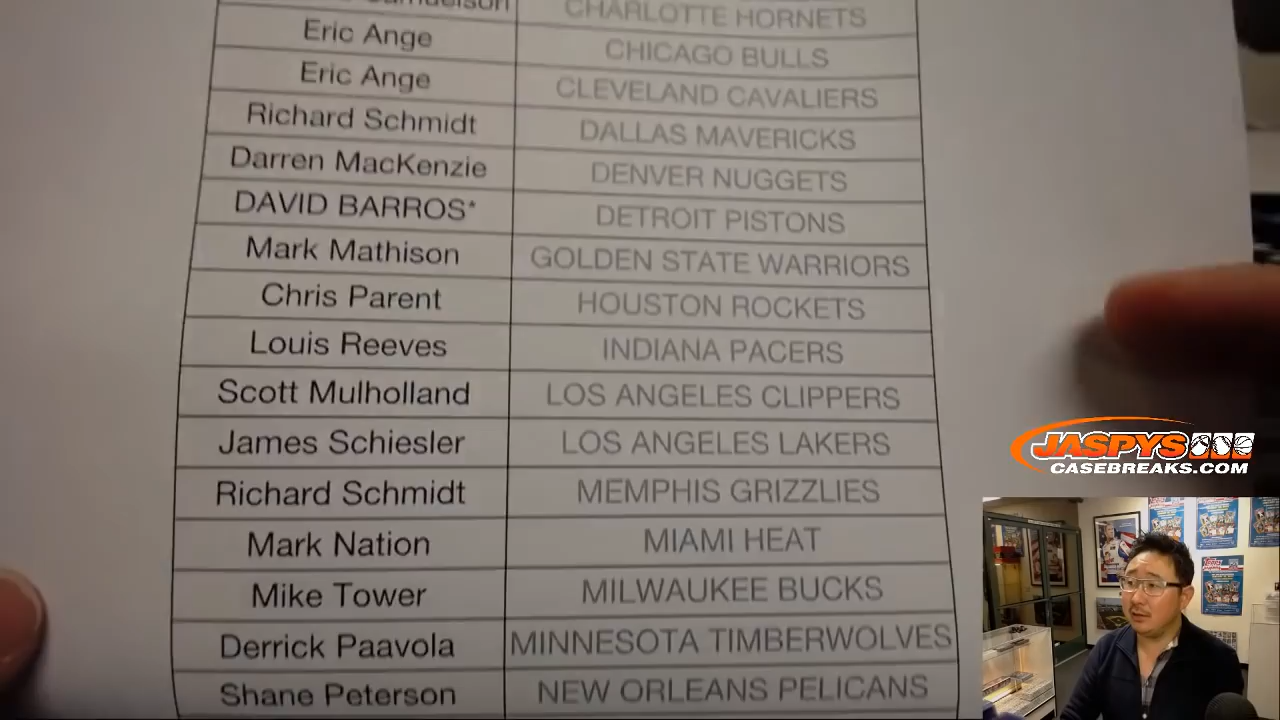 CHARLOTTE HORNETS
Eric Ange CHICAGO BULLS
Eric Ange CLEVELAND CAVALIERS
Richard Schmidt DALLAS MAVERICKS
Darren MacKenzie DENVER NUGGETS
DAVID BARROS* DETROIT PISTONS
Mark Mathison GOLDEN STATE WARRIORS
Chris Parent HOUSTON ROCKETS
Louis Reeves INDIANA PACERS
Scott Mulholland LOS ANGELES CLIPPERS
James Schiesler LOS ANGELES LAKERS
Richard Schmidt MEMPHIS GRIZZLIES
Mark Nation MIAMI HEAT
Mike Tower MILWAUKEE BUCKS
Derrick Paavola MINNESOTA TIMBERWOLVES
Shane Peterson NEW ORLEANS PELICANS
JASPYS
CASEBREAKS.COM